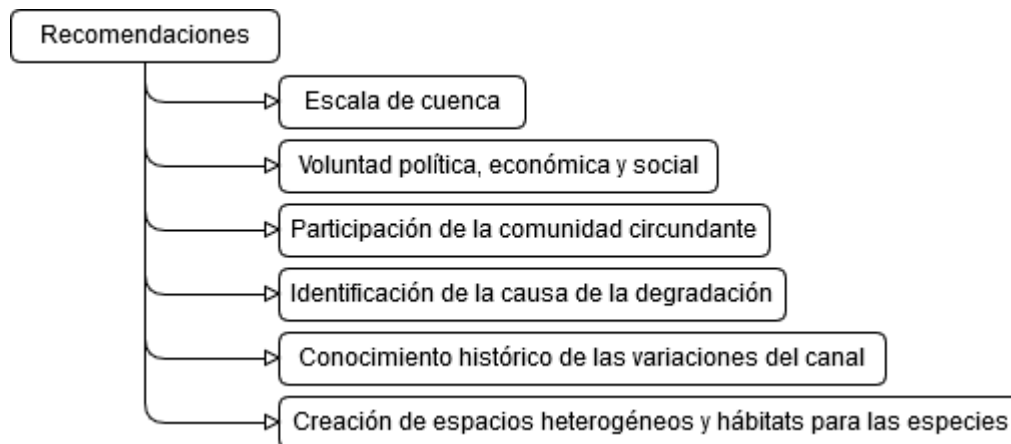 Recomendaciones
Escala de cuenca
Voluntad política, económica y social
Participación de la comunidad circundante
Identificación de la causa de la degradación
Conocimiento histórico de las variaciones del canal
Creación de espacios heterogéneos y hábitats para las especies